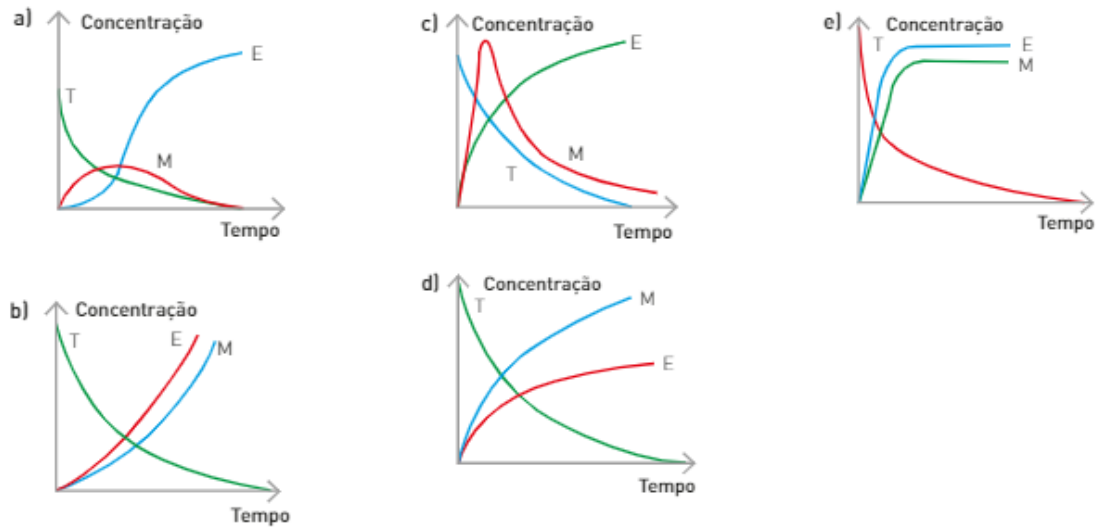 a) Concentração
E
T
M
Tempo
b) Concentração
T
E
M
Tempo
c) Concentração
E
M
T
Tempo
d) Concentração
T
M
E
Tempo
e) Concentração
T
E
M
Tempo